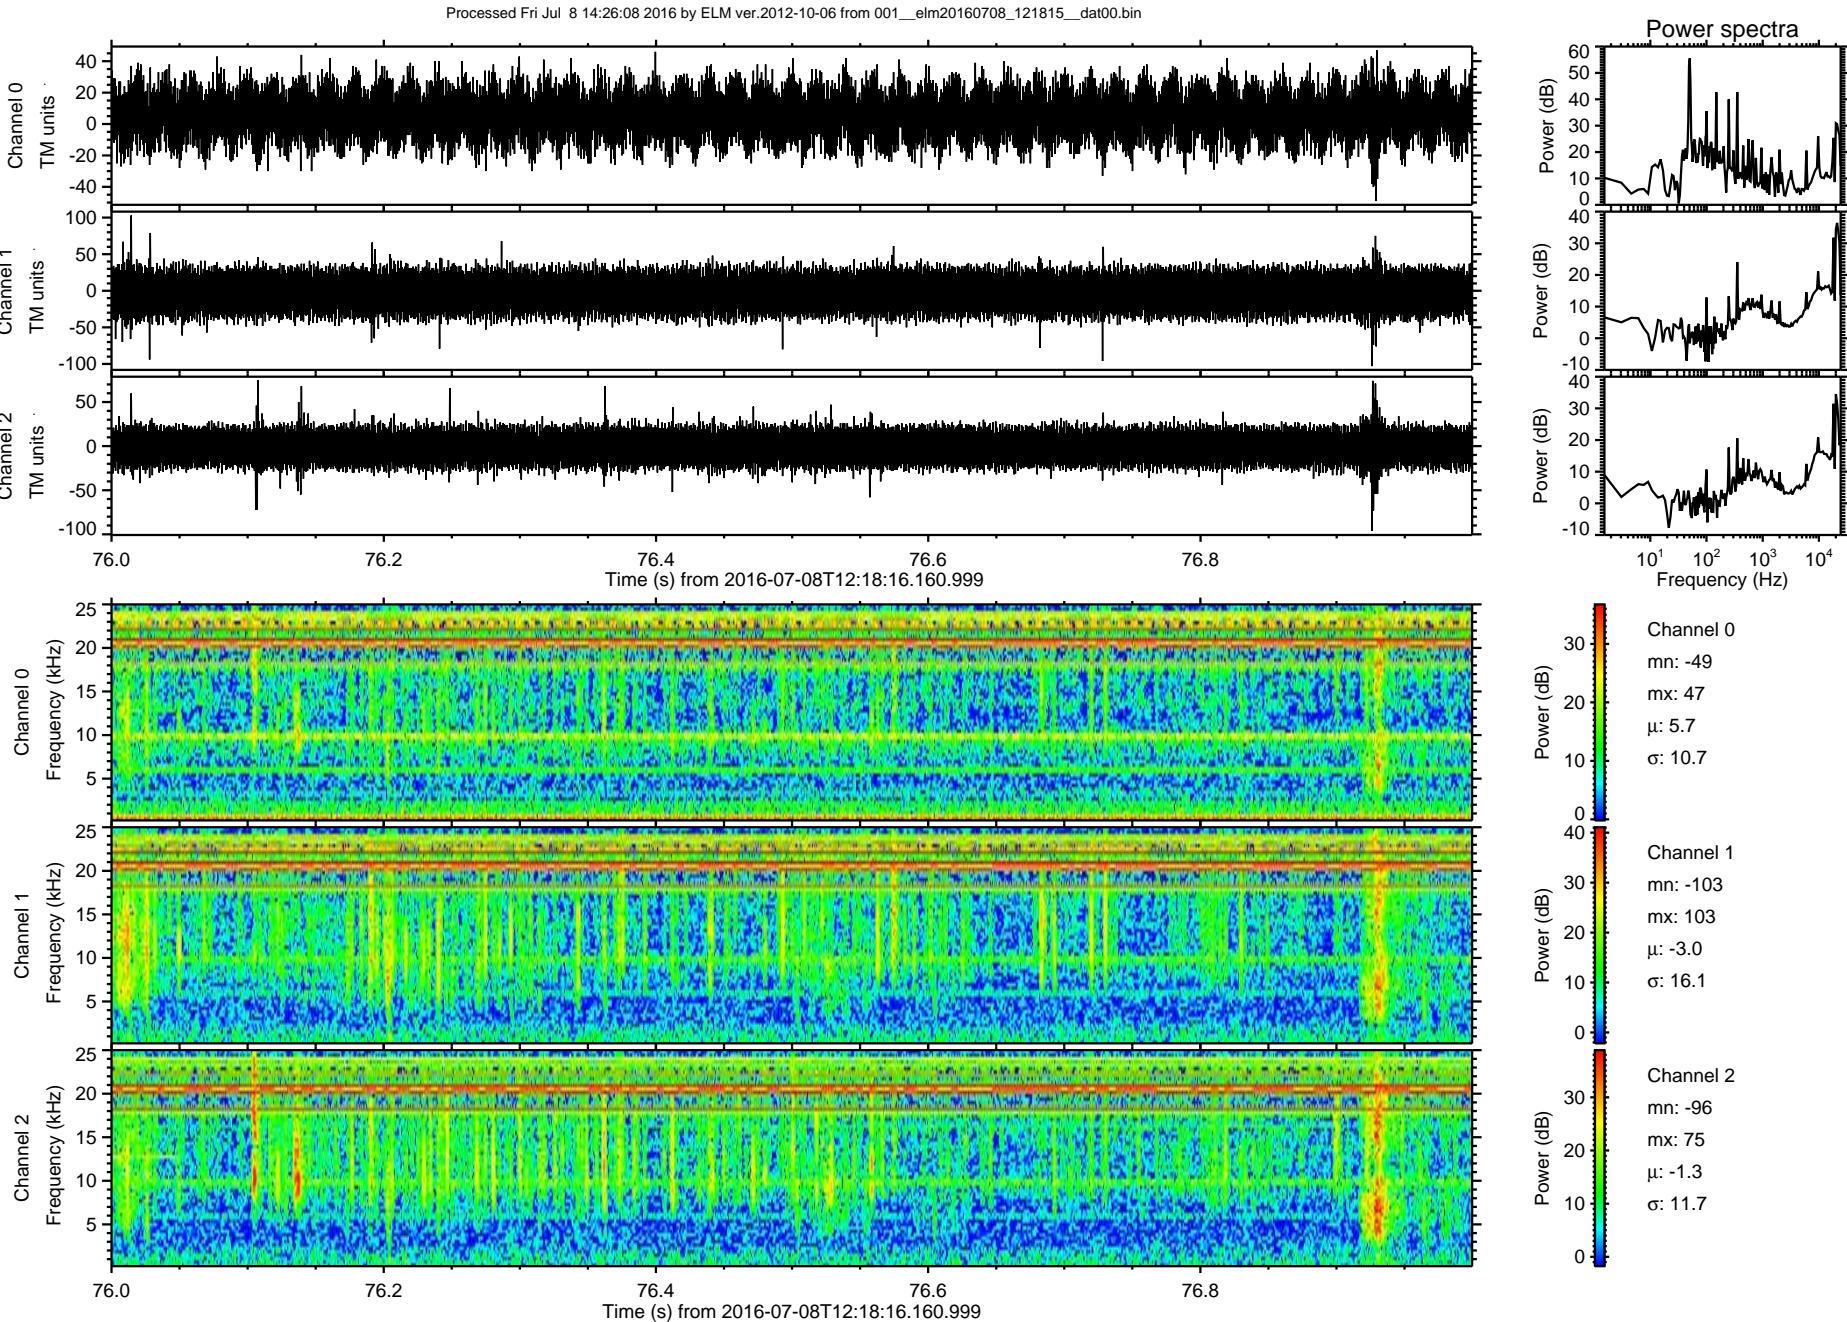 Processed Fri Jul  8 14:26:08 2016 by ELM ver.2012-10-06 from 001__elm20160708_121815__dat00.bin
Power spectra
Channel 0
TM units
40
20
0
-20
-40
Power (dB)
60
50
40
30
20
10
0
Channel 1
TM units
100
50
0
-50
-100
Power (dB)
40
30
20
10
0
-10
Channel 2
TM units
50
0
-50
-100
Power (dB)
40
30
20
10
0
-10
76.0 76.2 76.4 76.6 76.8
Time (s) from 2016-07-08T12:18:16.160.999
10¹ 10² 10³ 10⁴
Frequency (Hz)
Channel 0
Frequency (kHz)
25
20
15
10
5
Power (dB)
30
20
10
0
Channel 0
mn: -49
mx: 47
μ: 5.7
σ: 10.7
Channel 1
Frequency (kHz)
25
20
15
10
5
Power (dB)
40
30
20
10
0
Channel 1
mn: -103
mx: 103
μ: -3.0
σ: 16.1
Channel 2
Frequency (kHz)
25
20
15
10
5
Power (dB)
30
20
10
0
Channel 2
mn: -96
mx: 75
μ: -1.3
σ: 11.7
76.0 76.2 76.4 76.6 76.8
Time (s) from 2016-07-08T12:18:16.160.999